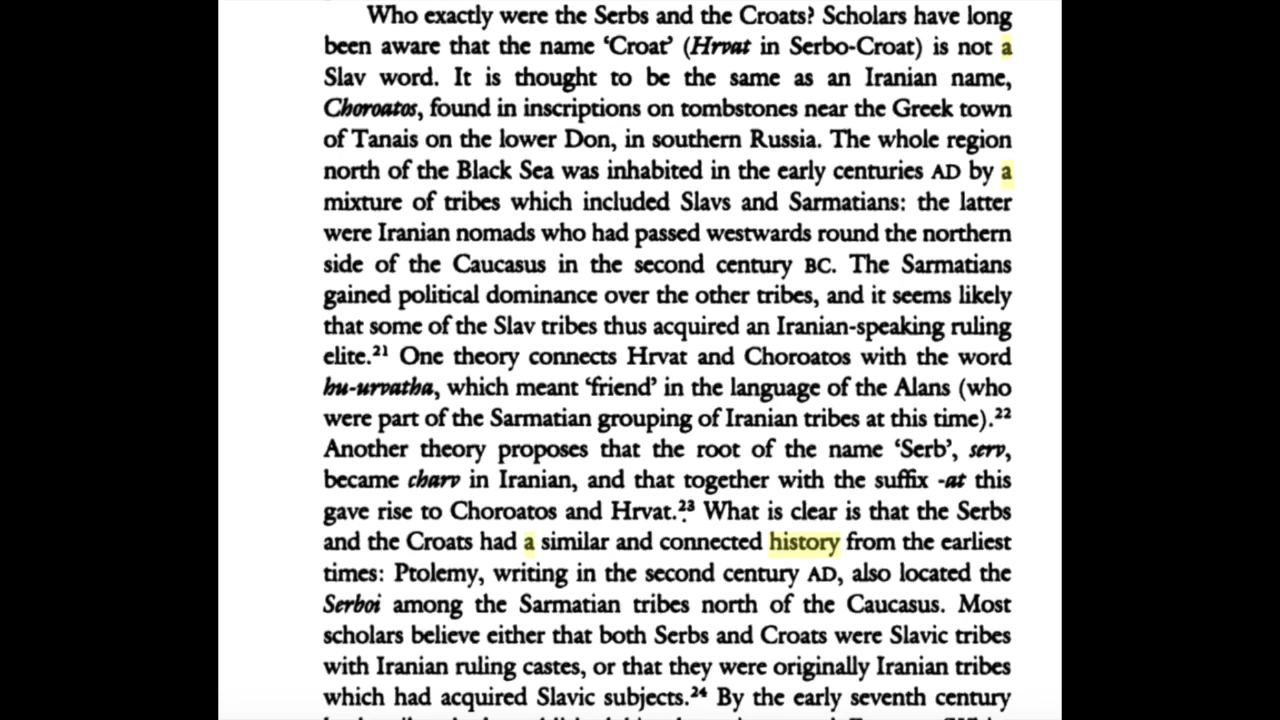 Who exactly were the Serbs and the Croats? Scholars have long
been aware that the name ‘Croat’ (Hrvat in Serbo-Croat) is not a
Slav word. It is thought to be the same as an Iranian name,
Choroatos, found in inscriptions on tombstones near the Greek town
of Tanais on the lower Don, in southern Russia. The whole region
north of the Black Sea was inhabited in the early centuries AD by a
mixture of tribes which included Slavs and Sarmatians: the latter
were Iranian nomads who had passed westwards round the northern
side of the Caucasus in the second century BC. The Sarmatians
gained political dominance over the other tribes, and it seems likely
that some of the Slav tribes thus acquired an Iranian-speaking ruling
elite.²¹ One theory connects Hrvat and Choroatos with the word
hu-urvatha, which meant ‘friend’ in the language of the Alans (who
were part of the Sarmatian grouping of Iranian tribes at this time).²²
Another theory proposes that the root of the name ‘Serb’, serv,
became charv in Iranian, and that together with the suffix -at this
gave rise to Choroatos and Hrvat.²³ What is clear is that the Serbs
and the Croats had a similar and connected history from the earliest
times: Ptolemy, writing in the second century AD, also located the
Serboi among the Sarmatian tribes north of the Caucasus. Most
scholars believe either that both Serbs and Croats were Slavic tribes
with Iranian ruling castes, or that they were originally Iranian tribes
which had acquired Slavic subjects.²⁴ By the early seventh century